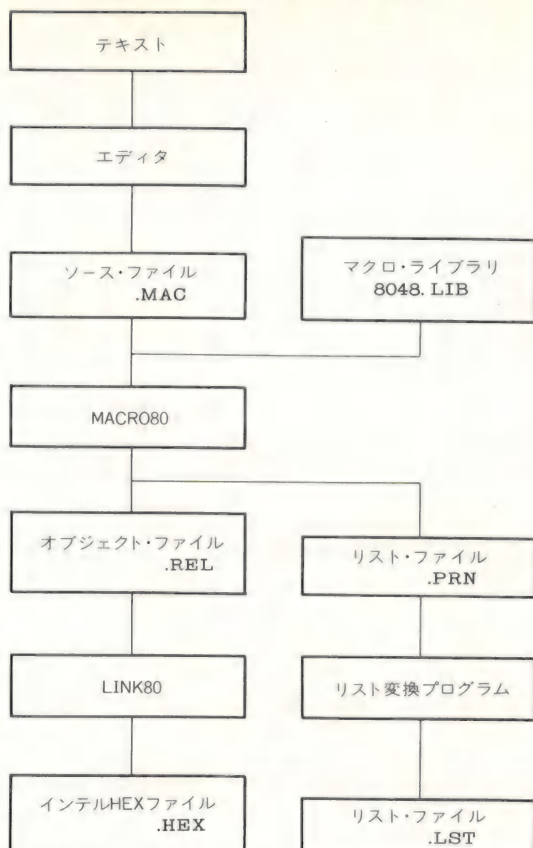 テキスト
エディタ
ソース・ファイル
.MAC
マクロ・ライブラリ
8048. LIB
MACRO80
オブジェクト・ファイル
.REL
リスト・ファイル
.PRN
LINK80
リスト変換プログラム
インテルHEXファイル
.HEX
リスト・ファイル
.LST